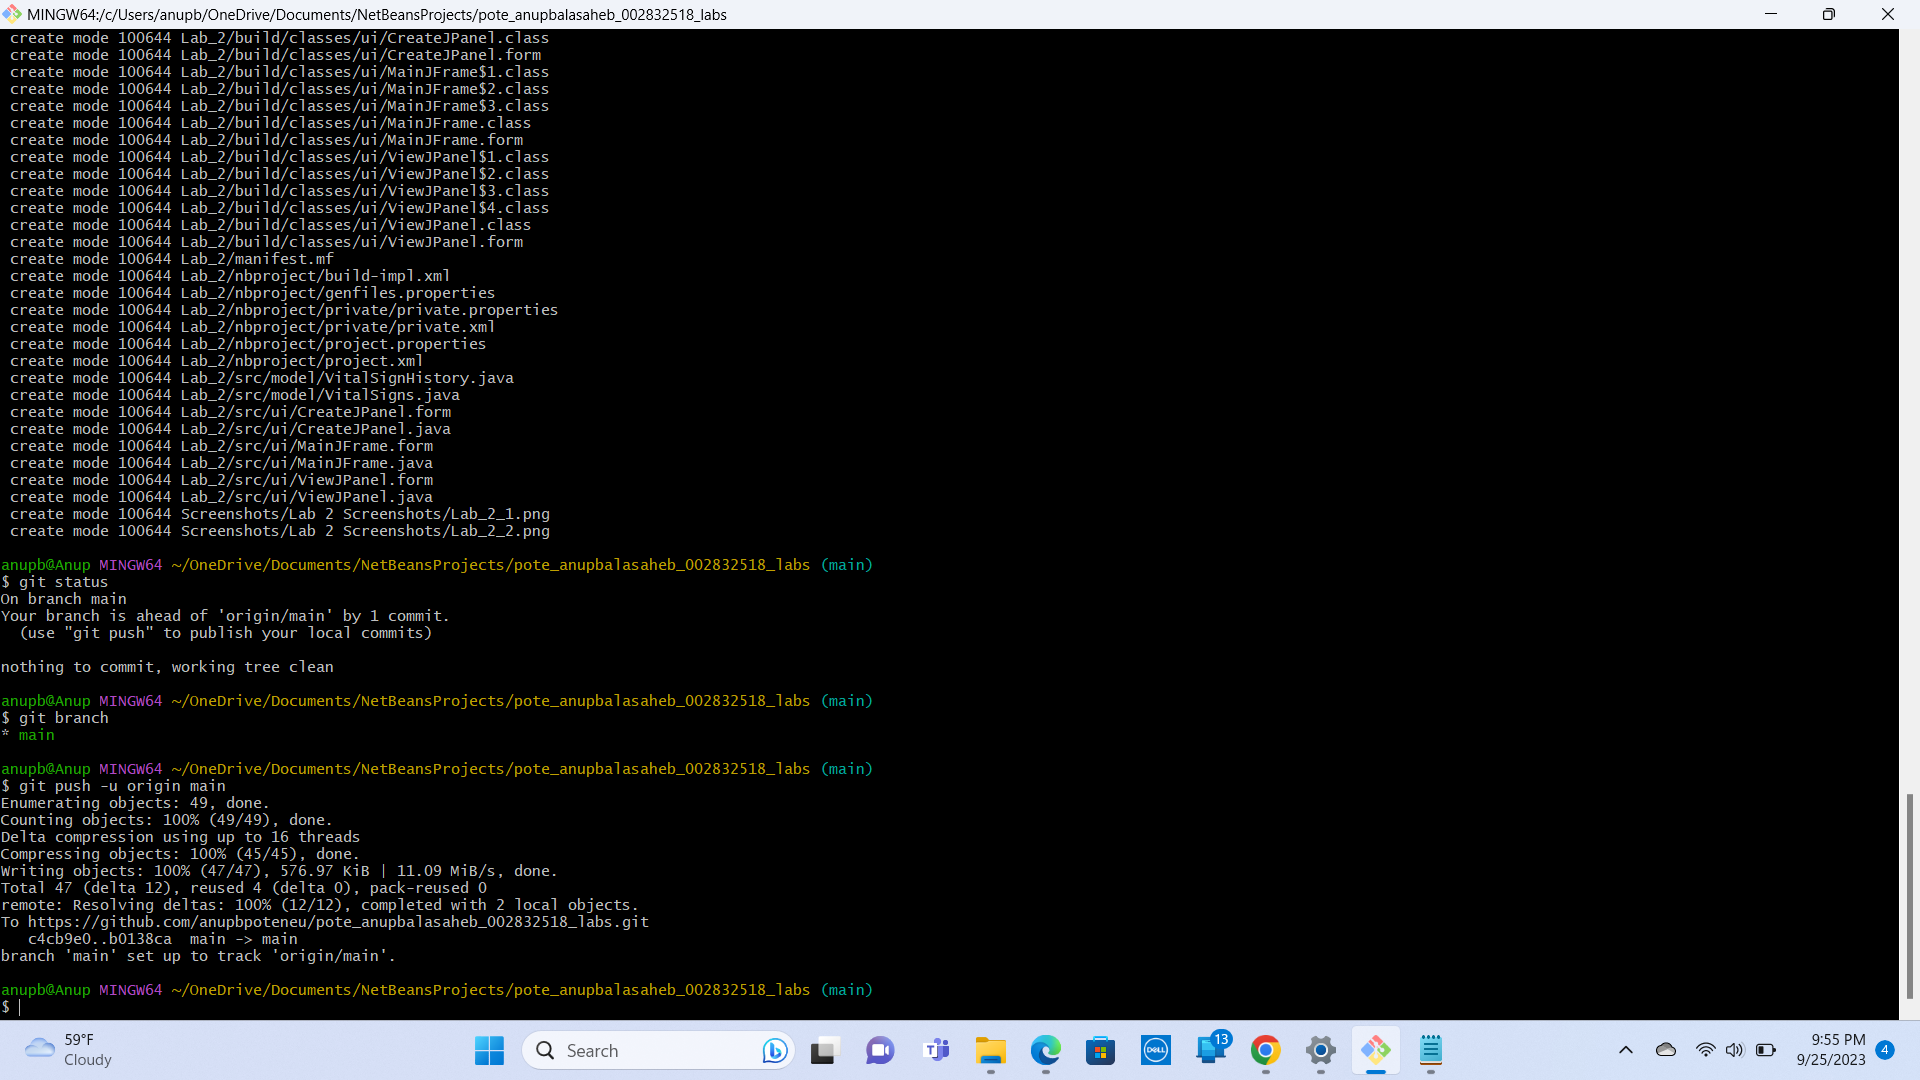 MINGW64:/c/Users/anupb/OneDrive/Documents/NetBeansProjects/pote_anupbalasaheb_002832518_labs
create mode 100644 Lab_2/build/classes/ui/CreateJPanel.class
create mode 100644 Lab_2/build/classes/ui/CreateJPanel.form
create mode 100644 Lab_2/build/classes/ui/MainJFrame$1.class
create mode 100644 Lab_2/build/classes/ui/MainJFrame$2.class
create mode 100644 Lab_2/build/classes/ui/MainJFrame$3.class
create mode 100644 Lab_2/build/classes/ui/MainJFrame.class
create mode 100644 Lab_2/build/classes/ui/MainJFrame.form
create mode 100644 Lab_2/build/classes/ui/ViewJPanel$1.class
create mode 100644 Lab_2/build/classes/ui/ViewJPanel$2.class
create mode 100644 Lab_2/build/classes/ui/ViewJPanel$3.class
create mode 100644 Lab_2/build/classes/ui/ViewJPanel$4.class
create mode 100644 Lab_2/build/classes/ui/ViewJPanel.class
create mode 100644 Lab_2/build/classes/ui/ViewJPanel.form
create mode 100644 Lab_2/manifest.mf
create mode 100644 Lab_2/nbproject/build-impl.xml
create mode 100644 Lab_2/nbproject/genfiles.properties
create mode 100644 Lab_2/nbproject/private/private.properties
create mode 100644 Lab_2/nbproject/private/private.xml
create mode 100644 Lab_2/nbproject/project.properties
create mode 100644 Lab_2/nbproject/project.xml
create mode 100644 Lab_2/src/model/VitalSignHistory.java
create mode 100644 Lab_2/src/model/VitalSigns.java
create mode 100644 Lab_2/src/ui/CreateJPanel.form
create mode 100644 Lab_2/src/ui/CreateJPanel.java
create mode 100644 Lab_2/src/ui/MainJFrame.form
create mode 100644 Lab_2/src/ui/MainJFrame.java
create mode 100644 Lab_2/src/ui/ViewJPanel.form
create mode 100644 Lab_2/src/ui/ViewJPanel.java
create mode 100644 Screenshots/Lab 2 Screenshots/Lab_2_1.png
create mode 100644 Screenshots/Lab 2 Screenshots/Lab_2_2.png
anupb@Anup MINGW64 ~/OneDrive/Documents/NetBeansProjects/pote_anupbalasaheb_002832518_labs (main)
$ git status
On branch main
Your branch is ahead of 'origin/main' by 1 commit.
(use "git push" to publish your local commits)
nothing to commit, working tree clean
anupb@Anup MINGW64 ~/OneDrive/Documents/NetBeansProjects/pote_anupbalasaheb_002832518_labs (main)
$ git branch
* main
anupb@Anup MINGW64 ~/OneDrive/Documents/NetBeansProjects/pote_anupbalasaheb_002832518_labs (main)
$ git push -u origin main
Enumerating objects: 49, done.
Counting objects: 100% (49/49), done.
Delta compression using up to 16 threads
Compressing objects: 100% (45/45), done.
Writing objects: 100% (47/47), 576.97 KiB | 11.09 MiB/s, done.
Total 47 (delta 12), reused 4 (delta 0), pack-reused 0
remote: Resolving deltas: 100% (12/12), completed with 2 local objects.
To https://github.com/anupbpoteneu/pote_anupbalasaheb_002832518_labs.git
c4cb9e0..b0138ca  main -> main
branch 'main' set up to track 'origin/main'.
anupb@Anup MINGW64 ~/OneDrive/Documents/NetBeansProjects/pote_anupbalasaheb_002832518_labs (main)
$
59°F
Cloudy
Search
DELL
13
9:55 PM
9/25/2023
4